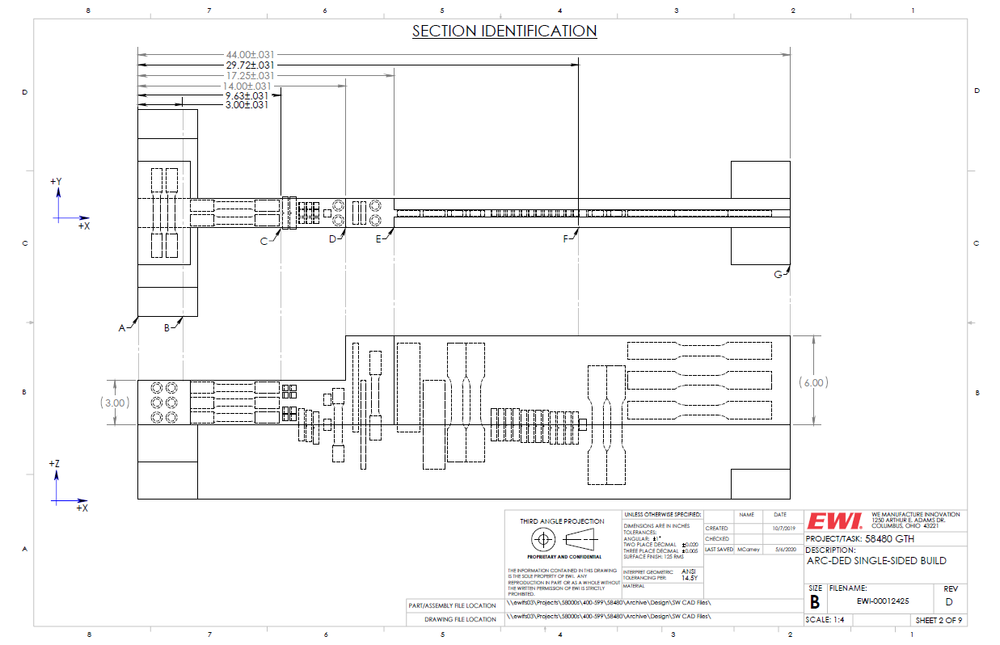 8 7 6 5 4 3 2 1
SECTION IDENTIFICATION
44.00±.031
29.72±.031
17.25±.031
14.00±.031
9.63±.031
3.00±.031
D
D
+Y
+X
C
C
C
D
E
F
G
A
B
B
B
(3.00)
(6.00)
+Z
+X
A
A
THIRD ANGLE PROJECTION
PROPRIETARY AND CONFIDENTIAL
THE INFORMATION CONTAINED IN THIS DRAWING
IS THE SOLE PROPERTY OF EWI. ANY
REPRODUCTION IN PART OR AS A WHOLE WITHOUT
THE WRITTEN PERMISSION OF EWI IS STRICTLY
PROHIBITED.
UNLESS OTHERWISE SPECIFIED:
DIMENSIONS ARE IN INCHES
TOLERANCES:
ANGULAR: ±1°
TWO PLACE DECIMAL ±0.020
THREE PLACE DECIMAL ±0.005
SURFACE FINISH: 125 RMS
INTERPRET GEOMETRIC ANSI
TOLERANCING PER: 14.5Y
MATERIAL
NAME DATE
CREATED 10/7/2019
CHECKED
LAST SAVED MCarney 5/6/2020
EWI.
WE MANUFACTURE INNOVATION
1250 ARTHUR E. ADAMS DR.
COLUMBUS, OHIO 43221
PROJECT/TASK: 58480 GTH
DESCRIPTION:
ARC-DED SINGLE-SIDED BUILD
SIZE FILENAME: REV
B EWI-00012425 D
SCALE: 1:4 SHEET 2 OF 9
PART/ASSEMBLY FILE LOCATION \\ewifs03\Projects\58000s\400-599\58480\Archive\Design\SW CAD Files\
DRAWING FILE LOCATION \\ewifs03\Projects\58000s\400-599\58480\Archive\Design\SW CAD Files\
8 7 6 5 4 3 2 1